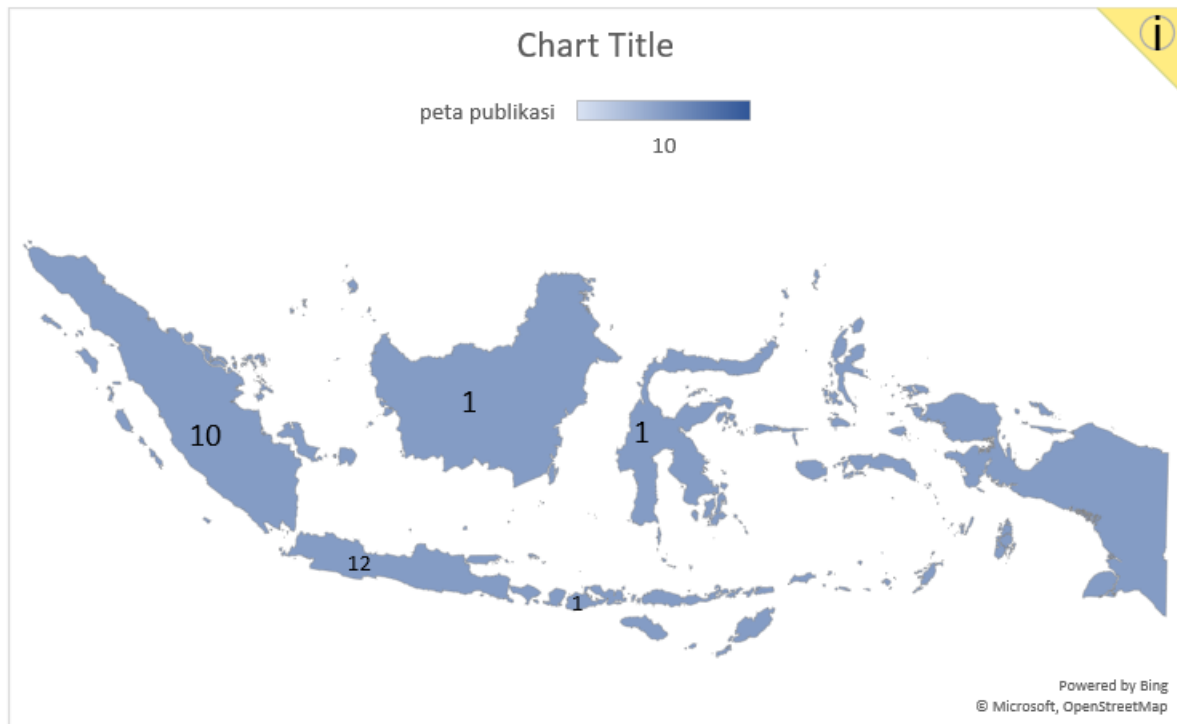 i
Chart Title
peta publikasi
10
1
10
1
12
1
Powered by Bing
© Microsoft, OpenStreetMap